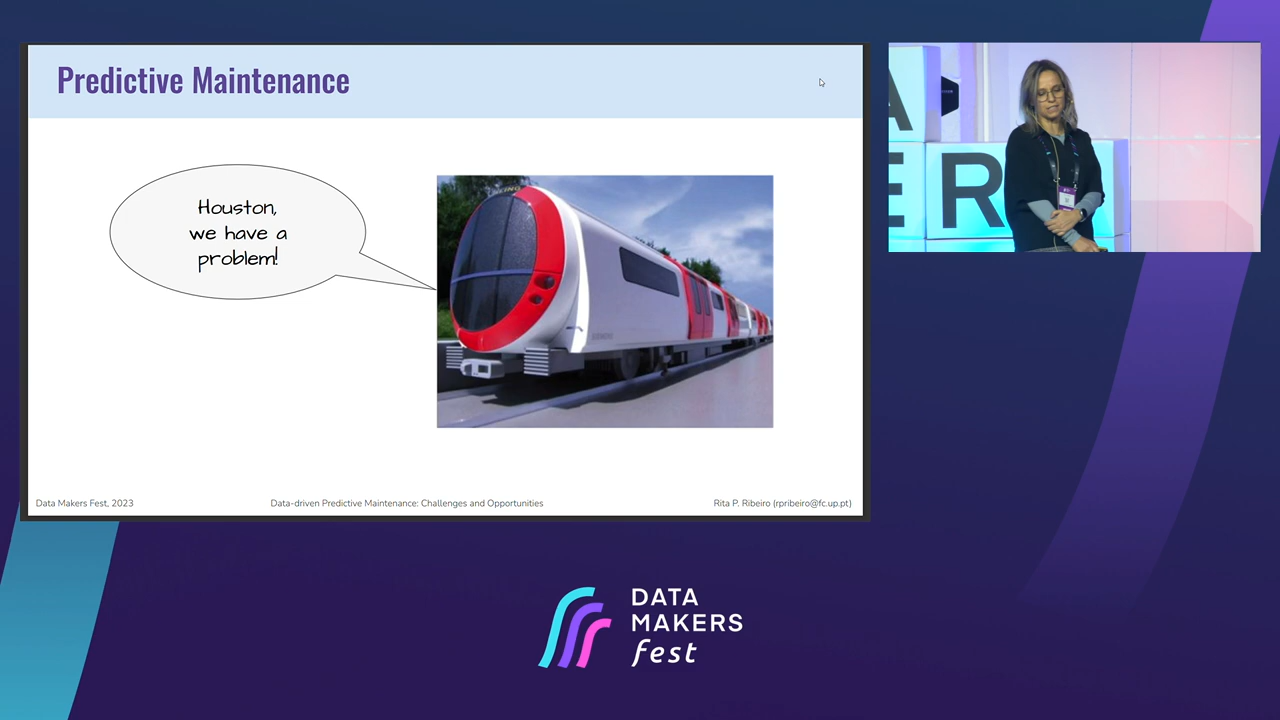 Predictive Maintenance
Houston,
we have a
problem!
Data Makers Fest, 2023
Data-driven Predictive Maintenance: Challenges and Opportunities
Rita P. Ribeiro (rpribeiro@fc.up.pt)
A
ER
DATA
MAKERS
fest